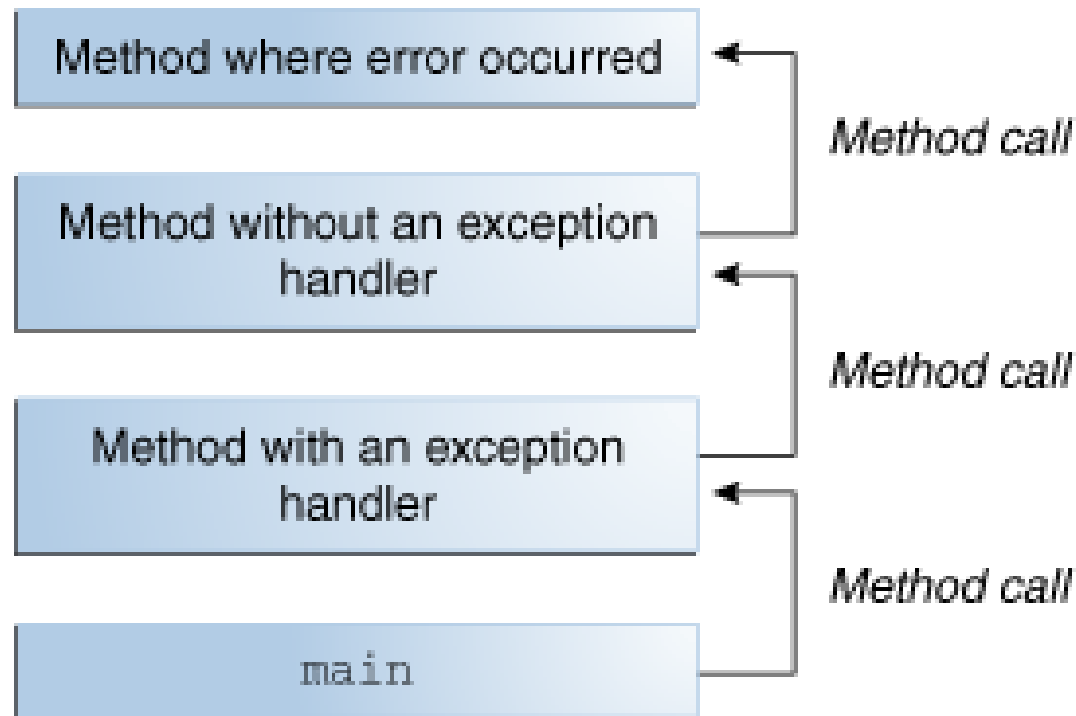 Method where error occurred
Method call
Method without an exception
handler
Method call
Method with an exception
handler
Method call
main